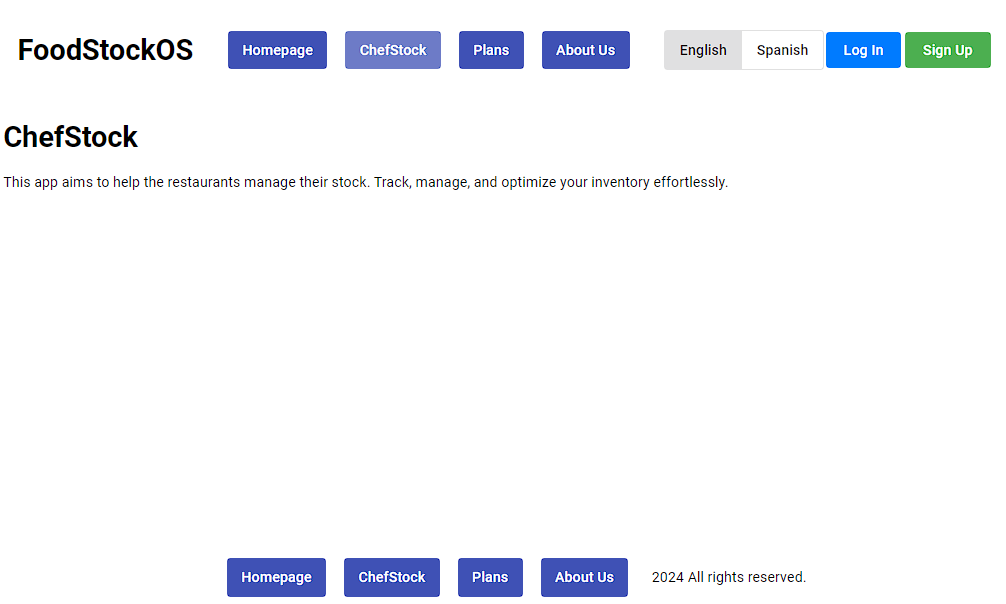 FoodStockOS Homepage ChefStock Plans About Us English Spanish Log In Sign Up
ChefStock
This app aims to help the restaurants manage their stock. Track, manage, and optimize your inventory effortlessly.
Homepage ChefStock Plans About Us 2024 All rights reserved.